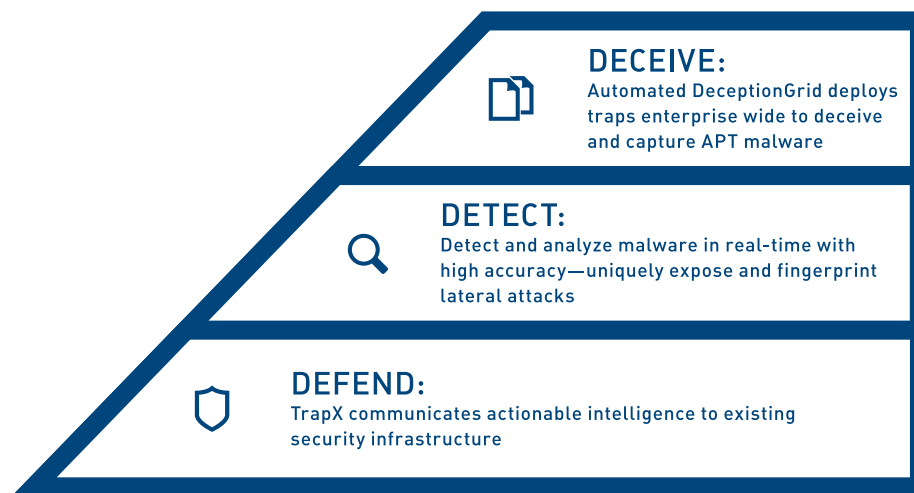 DECEIVE:
Automated DeceptionGrid deploys
traps enterprise wide to deceive
and capture APT malware
DETECT:
Detect and analyze malware in real-time with
high accuracy—uniquely expose and fingerprint
lateral attacks
DEFEND:
TrapX communicates actionable intelligence to existing
security infrastructure